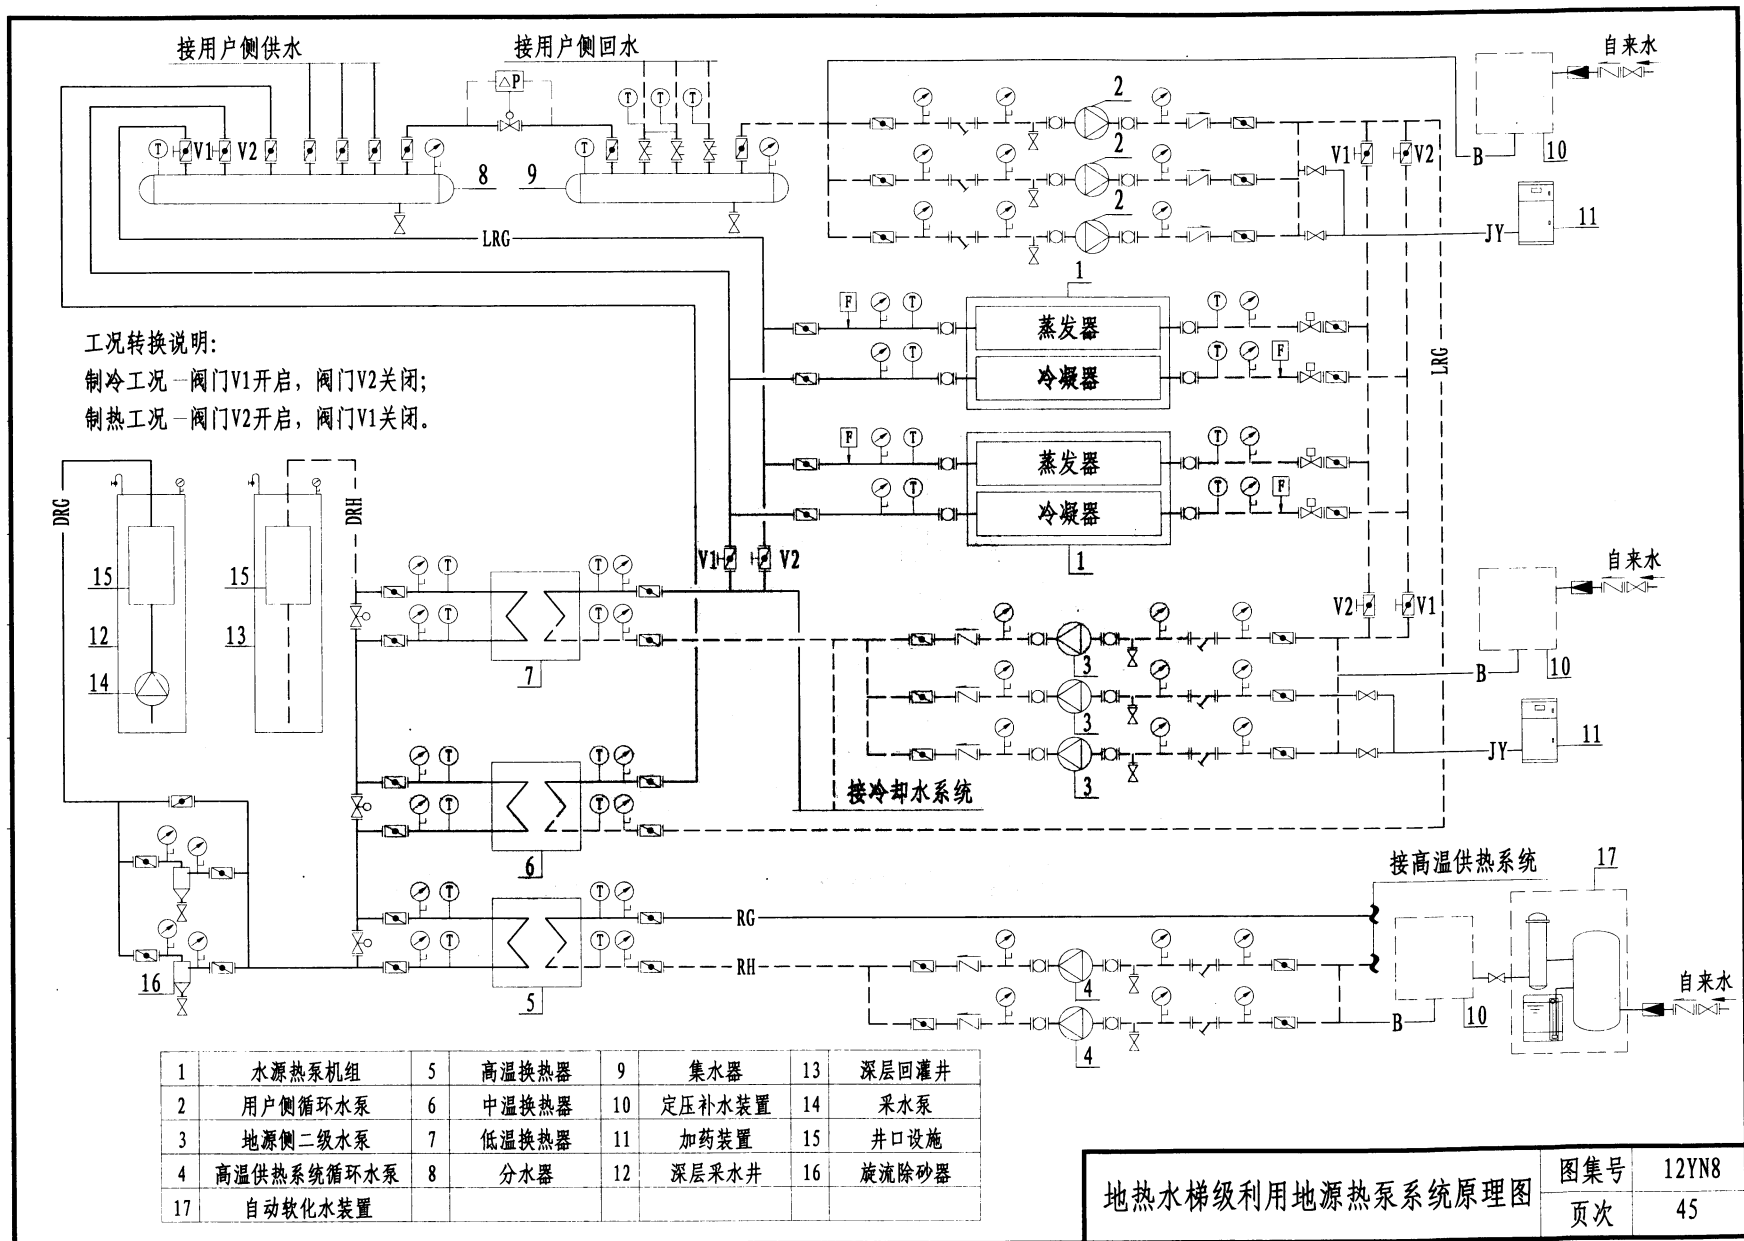 接用户侧供水
接用户侧回水
自来水
△P
2
T T T
T V1 V2
8
9
2
V1 V2
B
10
2
LRG
JY
11
1
F T
蒸发器
T
T
冷凝器
T F
LRG
工况转换说明:
制冷工况一阀门V1开启，阀门V2关闭;
制热工况一阀门V2开启，阀门V1关闭。
F T
蒸发器
T
T
冷凝器
T F
DRG
DRH
V1 V2
1
自来水
15
15
T
T
V2 V1
12
13
T
T
7
3
B
10
14
3
T
T
3
JY
11
接冷却水系统
T
T
6
接高温供热系统
17
T
T
RG
T
T
RH
16
5
4
自来水
B
10
4
1 水源热泵机组 5 高温换热器 9 集水器 13 深层回灌井
2 用户侧循环水泵 6 中温换热器 10 定压补水装置 14 采水泵
3 地源侧二级水泵 7 低温换热器 11 加药装置 15 井口设施
4 高温供热系统循环水泵 8 分水器 12 深层采水井 16 旋流除砂器
17 自动软化水装置
地热水梯级利用地源热泵系统原理图
图集号 12YN8
页次 45